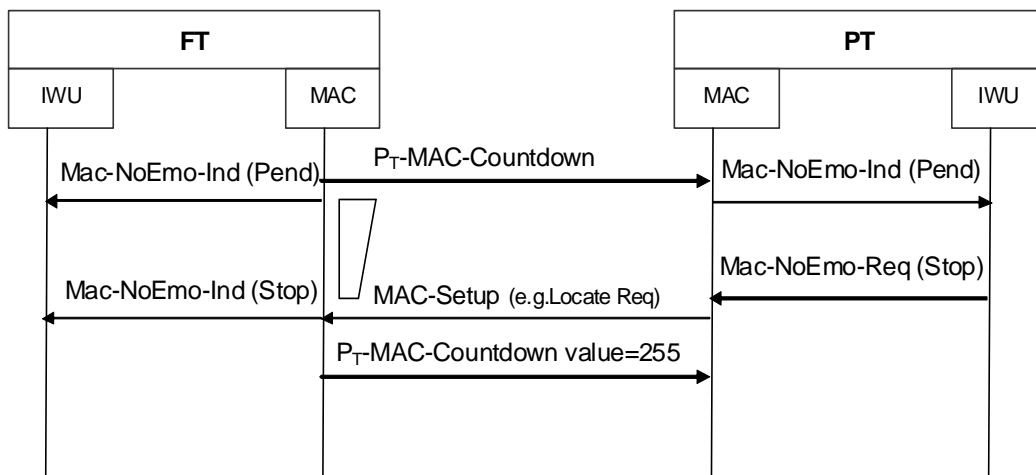 FT
PT
IWU
MAC
MAC
IWU
Mac-NoEmo-Ind (Pend)
PT-MAC-Countdown
Mac-NoEmo-Ind (Pend)
Mac-NoEmo-Req (Stop)
Mac-NoEmo-Ind (Stop)
MAC-Setup (e.g.Locate Req)
PT-MAC-Countdown value=255